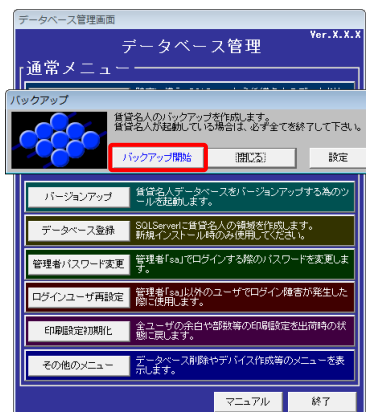 データベース管理画面
Ver.X.X.X
データベース管理
通常メニュー
バックアップ
賃貸名人のバックアップを作成します。
賃貸名人が起動している場合は、必ず全てを終了して下さい。
バックアップ開始
閉じる
設定
バージョンアップ
賃貸名人データベースをバージョンアップする為のツ
ールを起動します。
データベース登録
SQLServerに賃貸名人の領域を作成します。
新規インストール時のみ使用してください。
管理者パスワード変更
管理者「sa」でログインする際のパスワードを変更しま
す。
ログインユーザ再設定
管理者「sa」以外のユーザでログイン障害が発生した
際に使用します。
印刷設定初期化
全ユーザの余白や部数等の印刷設定を出荷時の状
態に戻します。
その他のメニュー
データベース削除やデバイス作成等のメニューを表
示します。
マニュアル
終了